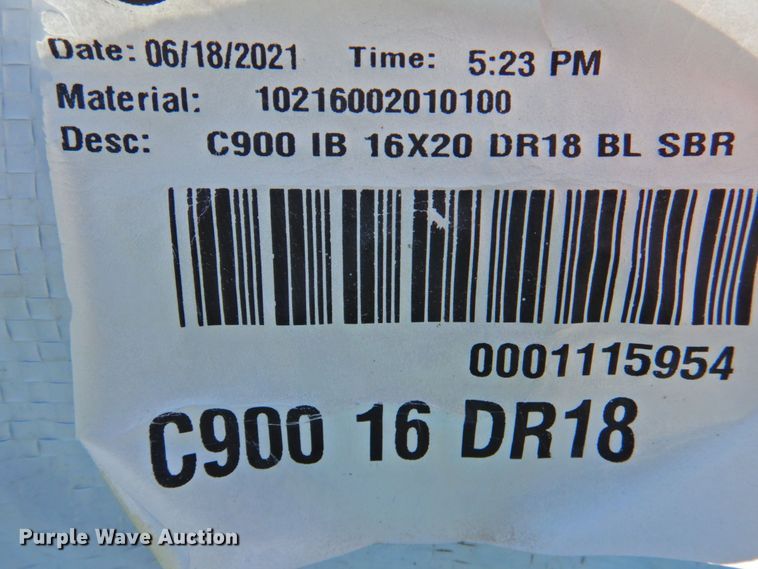 Date: 06/18/2021 Time: 5:23 PM
Material: 10216002010100
Desc: C900 IB 16X20 DR18 BL SBR
0001115954
C900 16 DR18
Purple Wave Auction